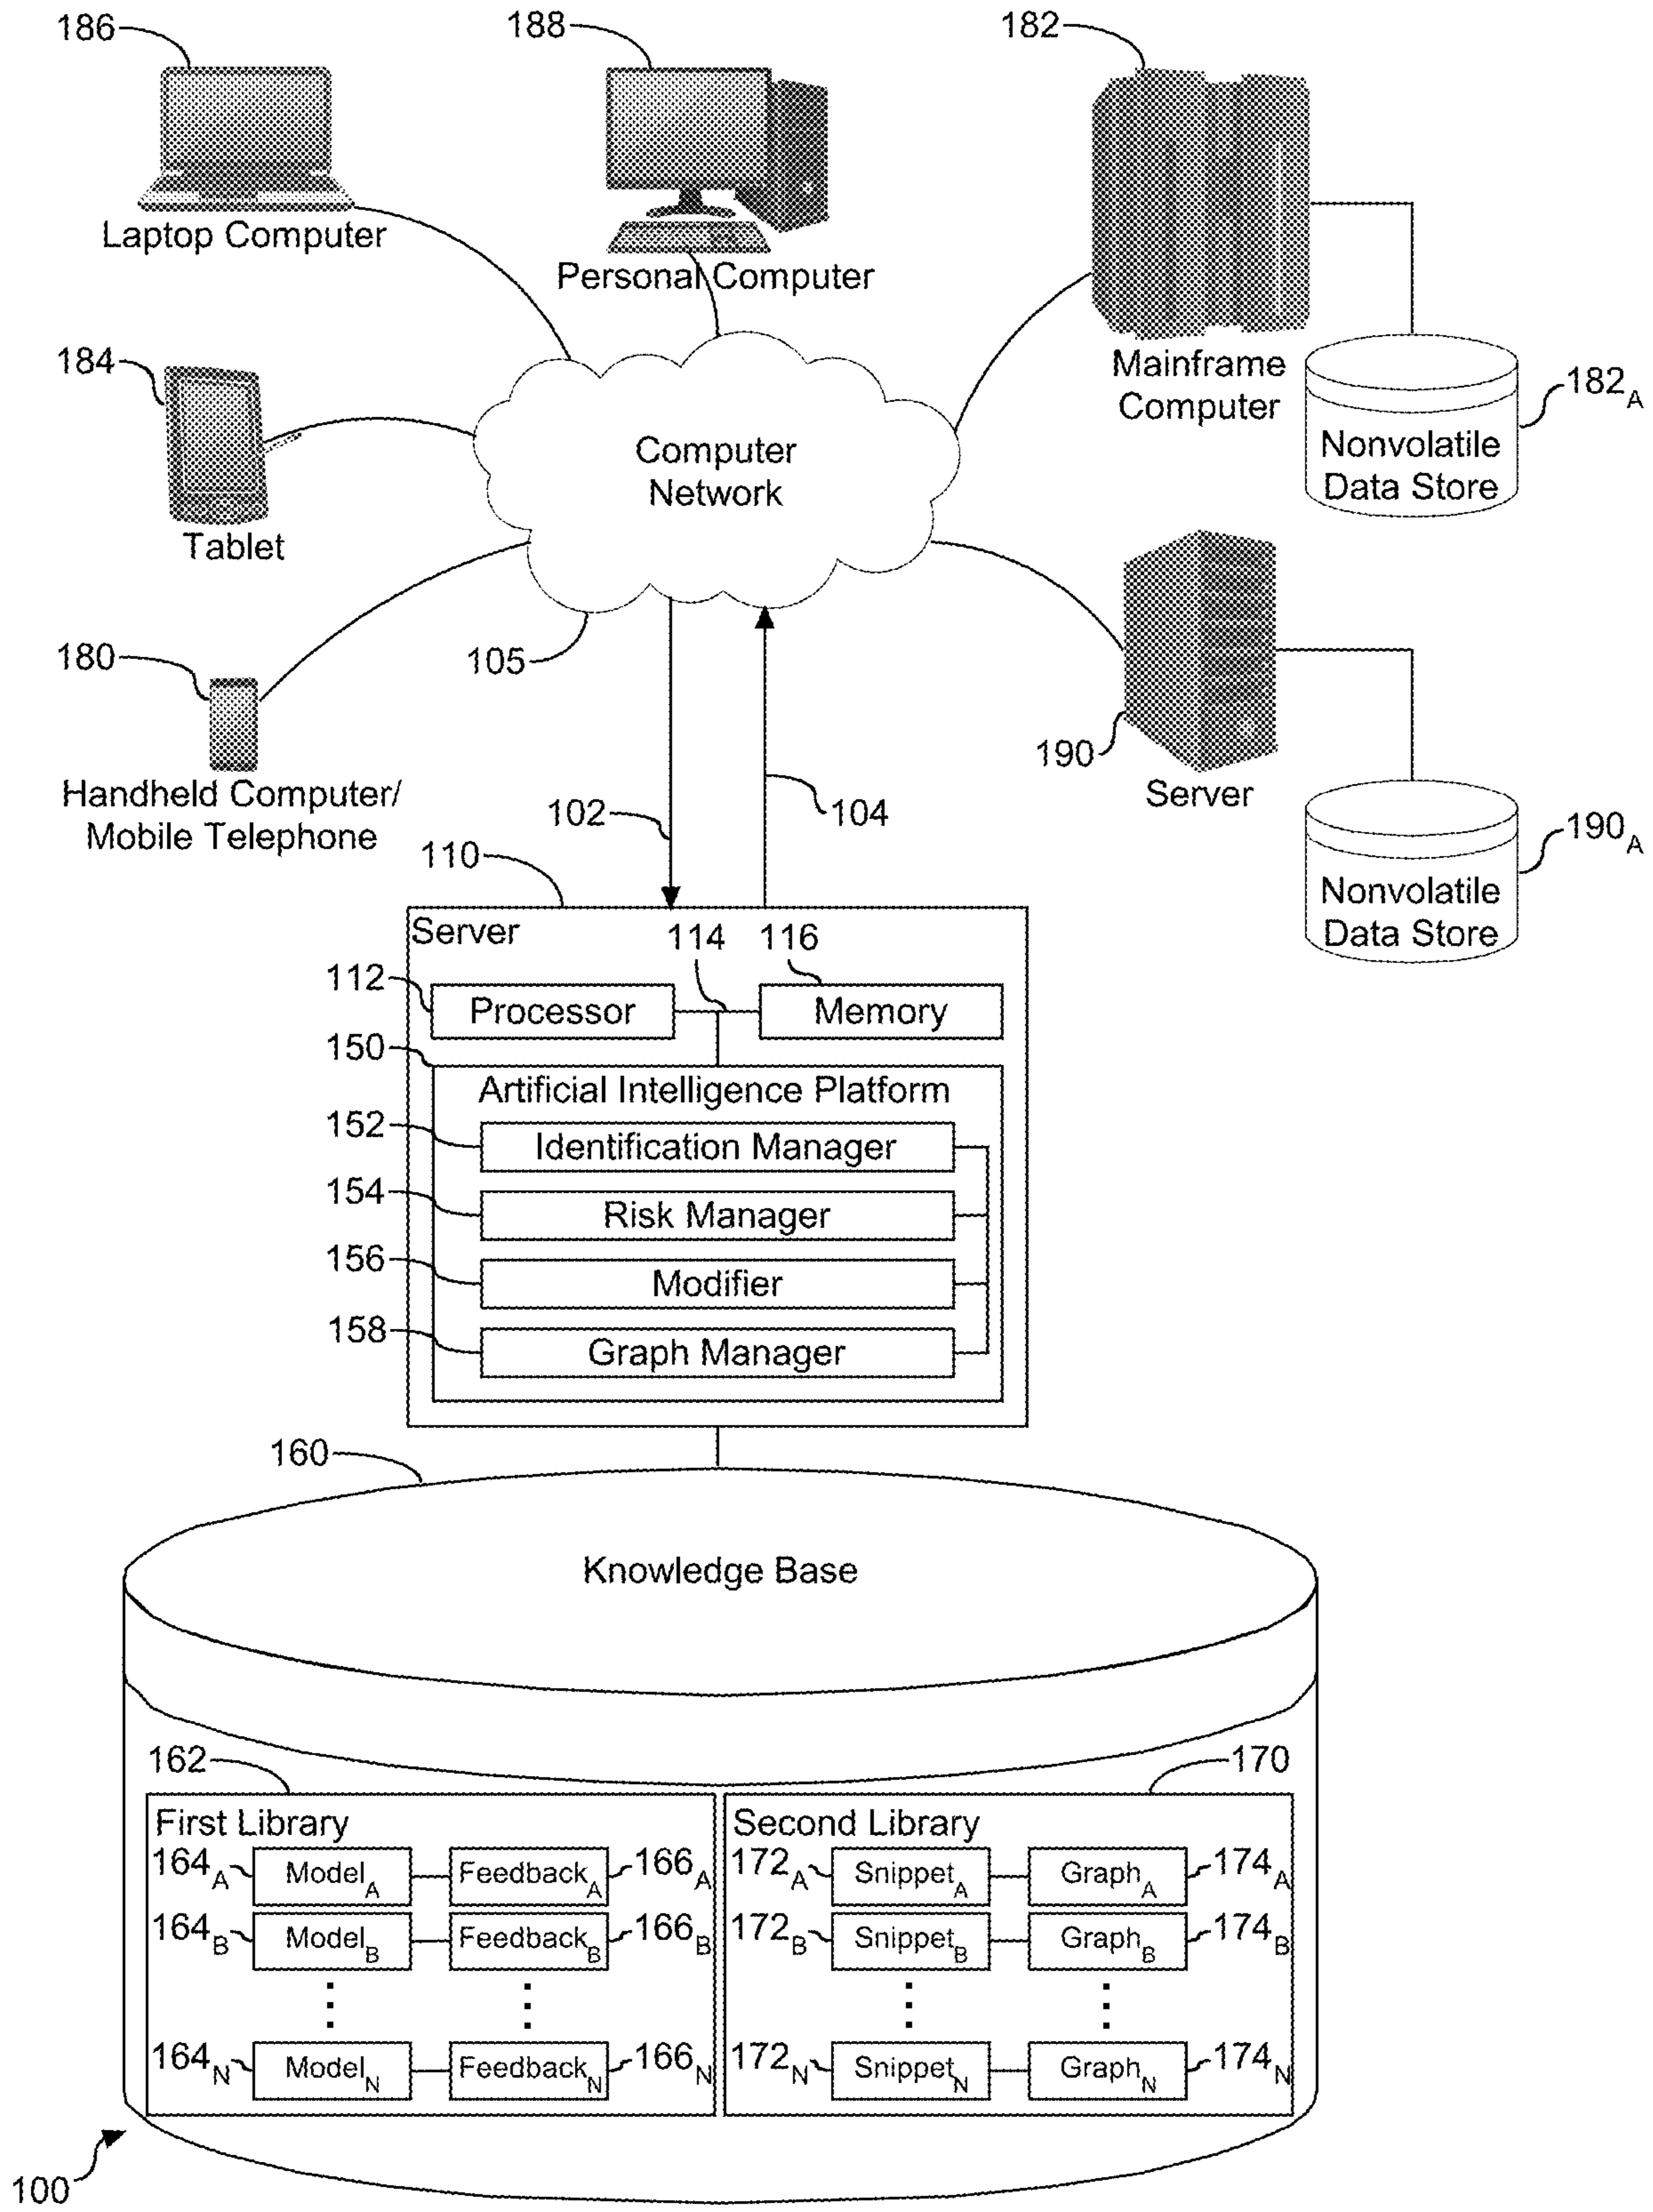 186
188
182
Laptop Computer
Personal Computer
Mainframe
Computer
184
Tablet
Computer
Network
182A
Nonvolatile
Data Store
180
105
Handheld Computer/
Mobile Telephone
190
Server
102
104
190A
Nonvolatile
Data Store
110
Server
114
116
112
Processor
Memory
150
Artificial Intelligence Platform
152
Identification Manager
154
Risk Manager
156
Modifier
158
Graph Manager
160
Knowledge Base
162
170
First Library
164A ModelA FeedbackA 166A
164B ModelB FeedbackB 166B
164N ModelN FeedbackN 166N
Second Library
172A SnippetA GraphA 174A
172B SnippetB GraphB 174B
172N SnippetN GraphN 174N
100